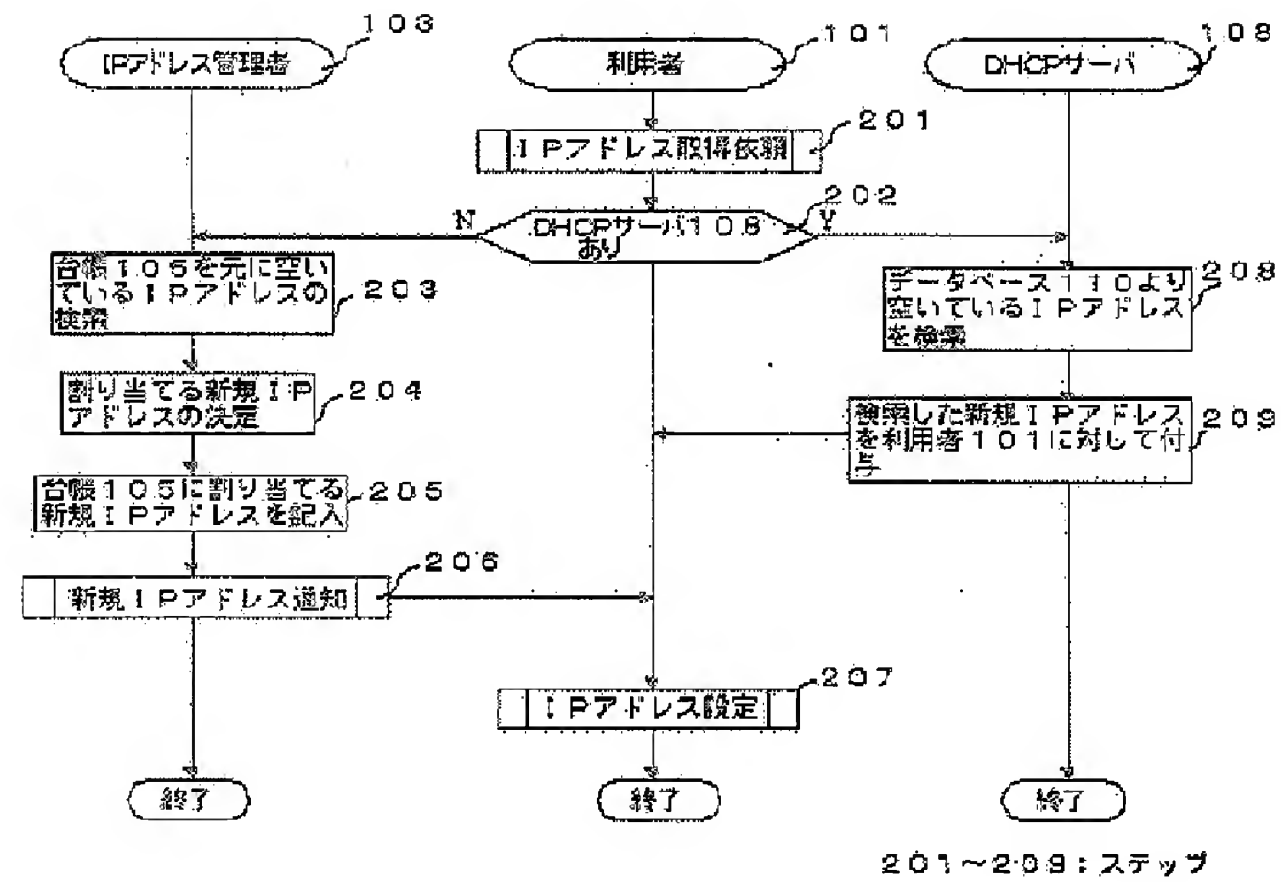 103
IPアドレス管理者
101
利用者
108
DHCPサーバ
201
IPアドレス取得依頼
202
N
DHCPサーバ108
あり
Y
台帳105を元に空い
ているIPアドレスの
検索
203
データベース110より
空いているIPアドレス
を検索
208
割り当てる新規IP
アドレスの決定
204
検索した新規IPアドレス
を利用者101に対して付
与
209
台帳105に割り当てる
新規IPアドレスを記入
205
206
新規IPアドレス通知
207
IPアドレス設定
終了
終了
終了
201～209：ステップ